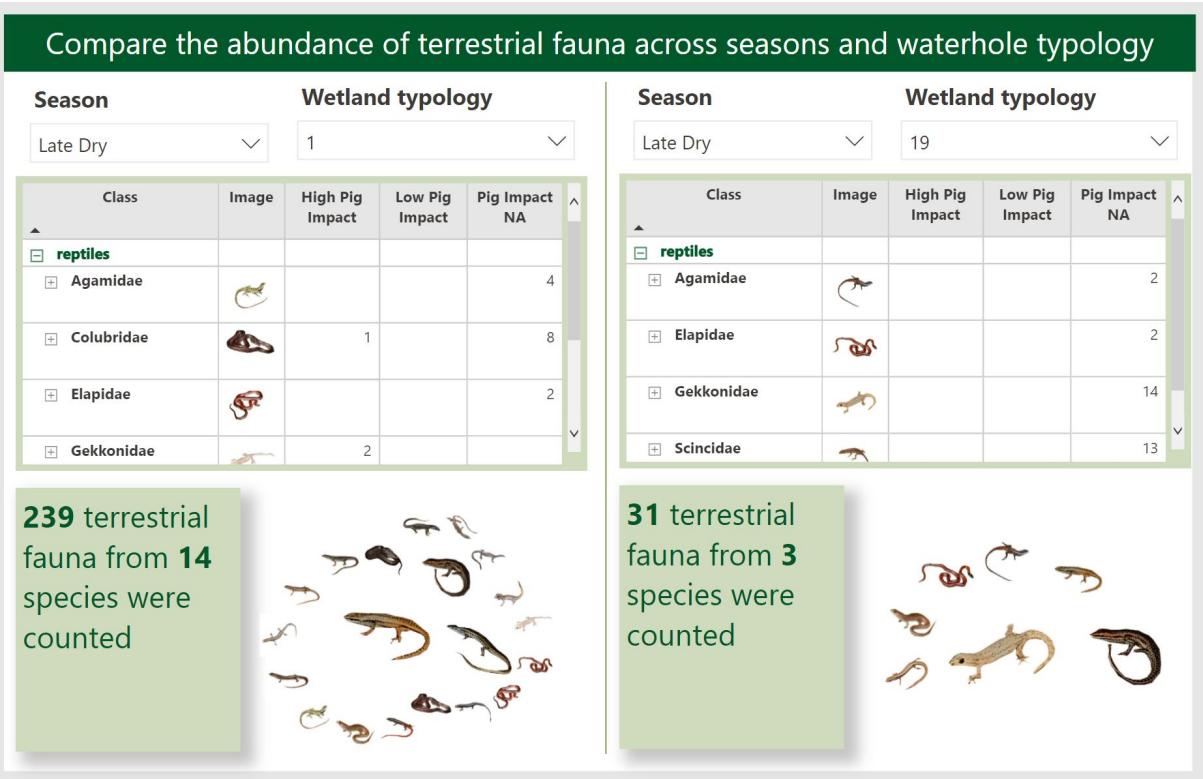 Compare the abundance of terrestrial fauna across seasons and waterhole typology
Season
Wetland typology
Late Dry
1
Class Image High Pig Impact Low Pig Impact Pig Impact NA
reptiles
Agamidae 4
Colubridae 1 8
Elapidae 2
Gekkonidae 2
239 terrestrial
fauna from 14
species were
counted
Season
Wetland typology
Late Dry
19
Class Image High Pig Impact Low Pig Impact Pig Impact NA
reptiles
Agamidae 2
Elapidae 2
Gekkonidae 14
Scincidae 13
31 terrestrial
fauna from 3
species were
counted